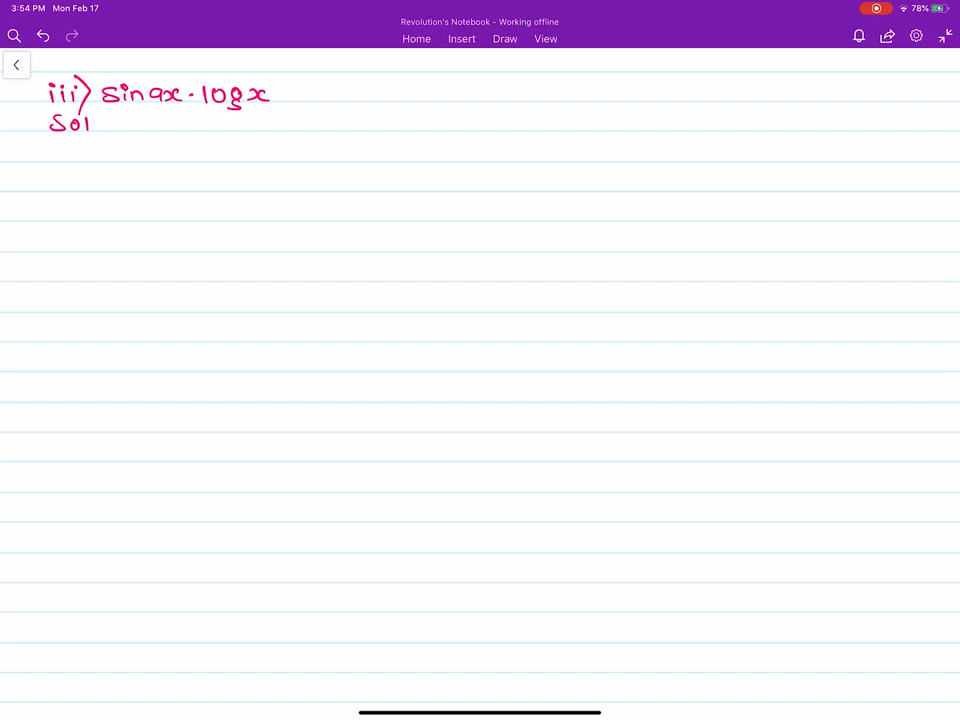 3:54 PM Mon Feb 17
78%
Revolution's Notebook - Working offline
Home Insert Draw View
iii) sin ax . log x
Sol